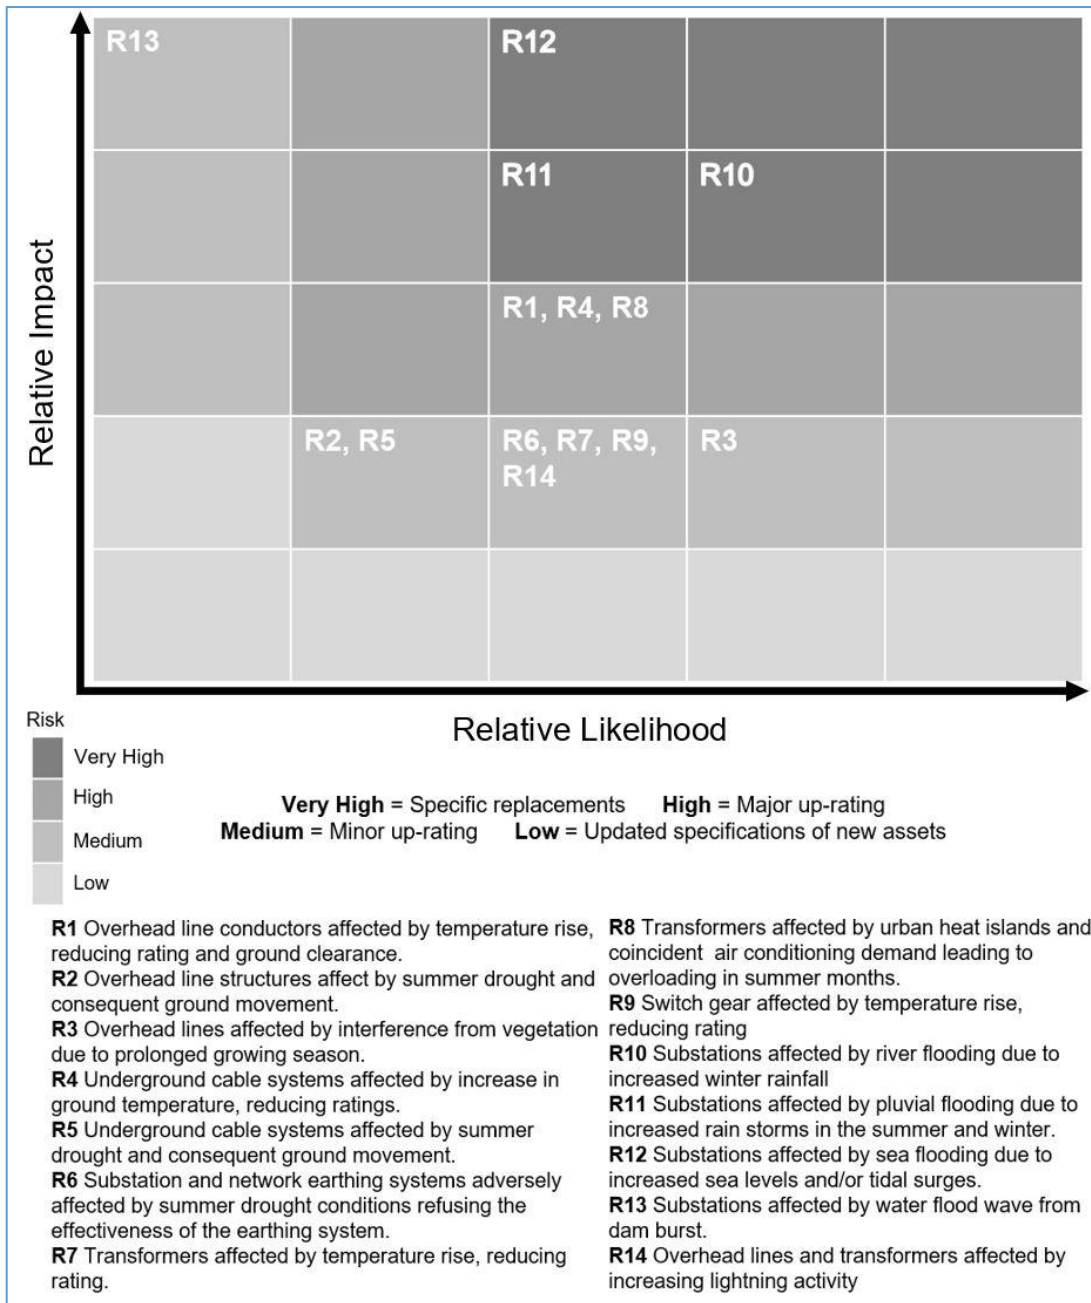 R13
R12
R11
R10
R1, R4, R8
R2, R5
R6, R7, R9,
R14
R3
Relative Impact
Relative Likelihood
Risk
Very High
High
Medium
Low
Very High = Specific replacements High = Major up-rating
Medium = Minor up-rating Low = Updated specifications of new assets
R1 Overhead line conductors affected by temperature rise,
reducing rating and ground clearance.
R2 Overhead line structures affect by summer drought and
consequent ground movement.
R3 Overhead lines affected by interference from vegetation
due to prolonged growing season.
R4 Underground cable systems affected by increase in
ground temperature, reducing ratings.
R5 Underground cable systems affected by summer
drought and consequent ground movement.
R6 Substation and network earthing systems adversely
affected by summer drought conditions refusing the
effectiveness of the earthing system.
R7 Transformers affected by temperature rise, reducing
rating.
R8 Transformers affected by urban heat islands and
coincident air conditioning demand leading to
overloading in summer months.
R9 Switch gear affected by temperature rise,
reducing rating
R10 Substations affected by river flooding due to
increased winter rainfall
R11 Substations affected by pluvial flooding due to
increased rain storms in the summer and winter.
R12 Substations affected by sea flooding due to
increased sea levels and/or tidal surges.
R13 Substations affected by water flood wave from
dam burst.
R14 Overhead lines and transformers affected by
increasing lightning activity